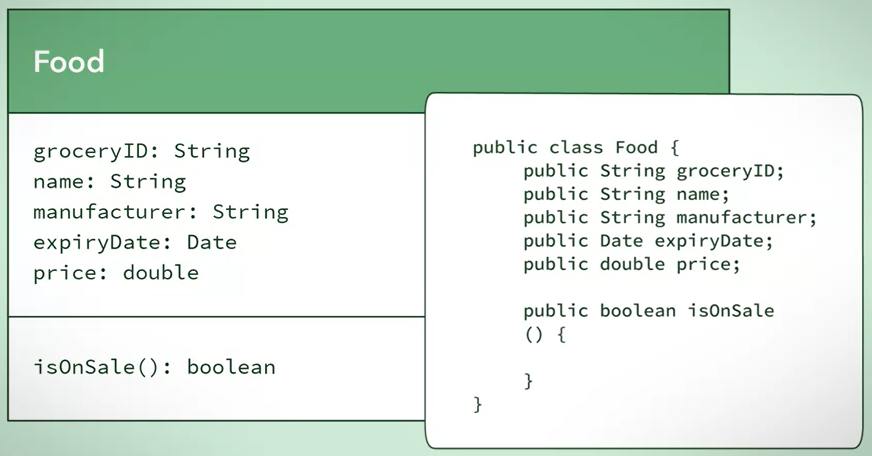 Food
groceryID: String
name: String
manufacturer: String
expiryDate: Date
price: double
isOnSale(): boolean
public class Food {
public String groceryID;
public String name;
public String manufacturer;
public Date expiryDate;
public double price;
public boolean isOnSale
() {
}
}